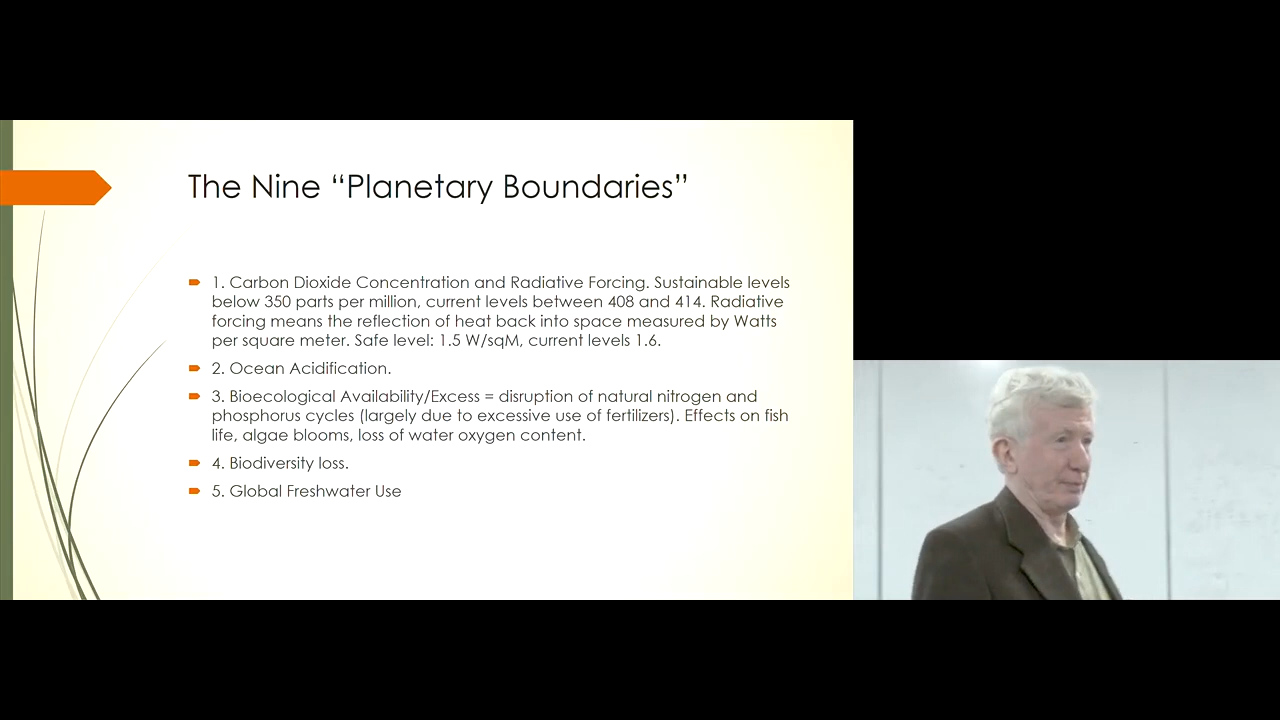 The Nine “Planetary Boundaries”
1. Carbon Dioxide Concentration and Radiative Forcing. Sustainable levels
below 350 parts per million, current levels between 408 and 414. Radiative
forcing means the reflection of heat back into space measured by Watts
per square meter. Safe level: 1.5 W/sqM, current levels 1.6.
2. Ocean Acidification.
3. Bioecological Availability/Excess = disruption of natural nitrogen and
phosphorus cycles (largely due to excessive use of fertilizers). Effects on fish
life, algae blooms, loss of water oxygen content.
4. Biodiversity loss.
5. Global Freshwater Use